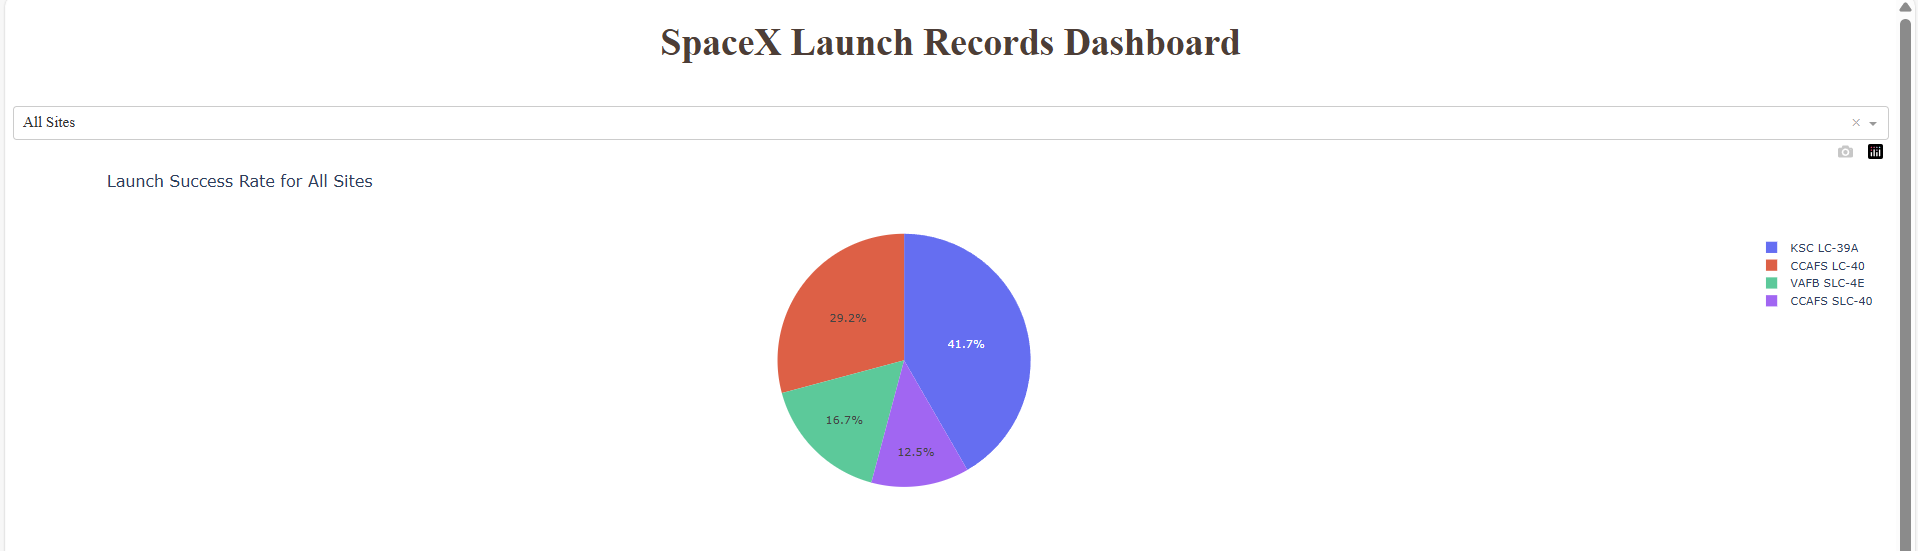 SpaceX Launch Records Dashboard
All Sites
Launch Success Rate for All Sites
KSC LC-39A
CCAFS LC-40
VAFB SLC-4E
CCAFS SLC-40
29.2%
41.7%
16.7%
12.5%